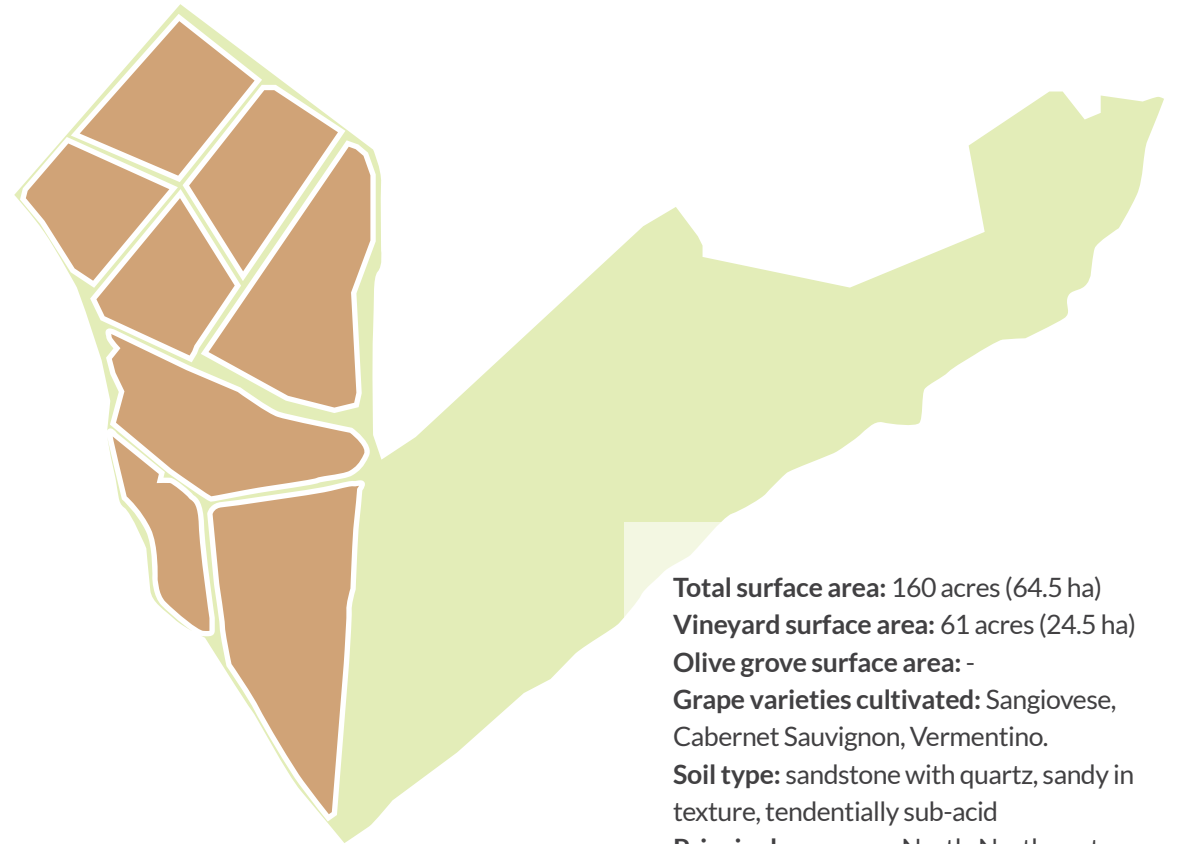 Total surface area: 160 acres (64.5 ha)
Vineyard surface area: 61 acres (24.5 ha)
Olive grove surface area: -
Grape varieties cultivated: Sangiovese,
Cabernet Sauvignon, Vermentino.
Soil type: sandstone with quartz, sandy in
texture, tendentially sub-acid